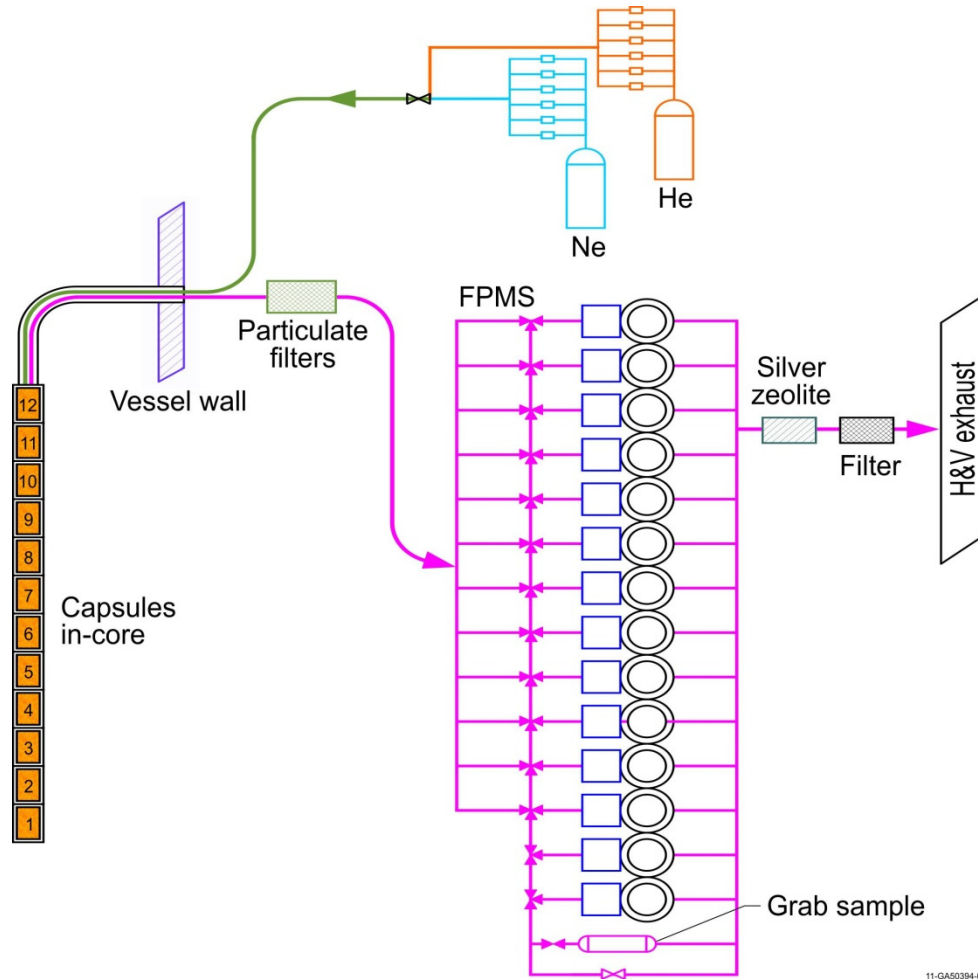 He
Ne
FPMS
Particulate
filters
Vessel wall
Silver
zeolite
Filter
H&V exhaust
12
11
10
9
8
7
6
5
4
3
2
1
Capsules
in-core
Grab sample